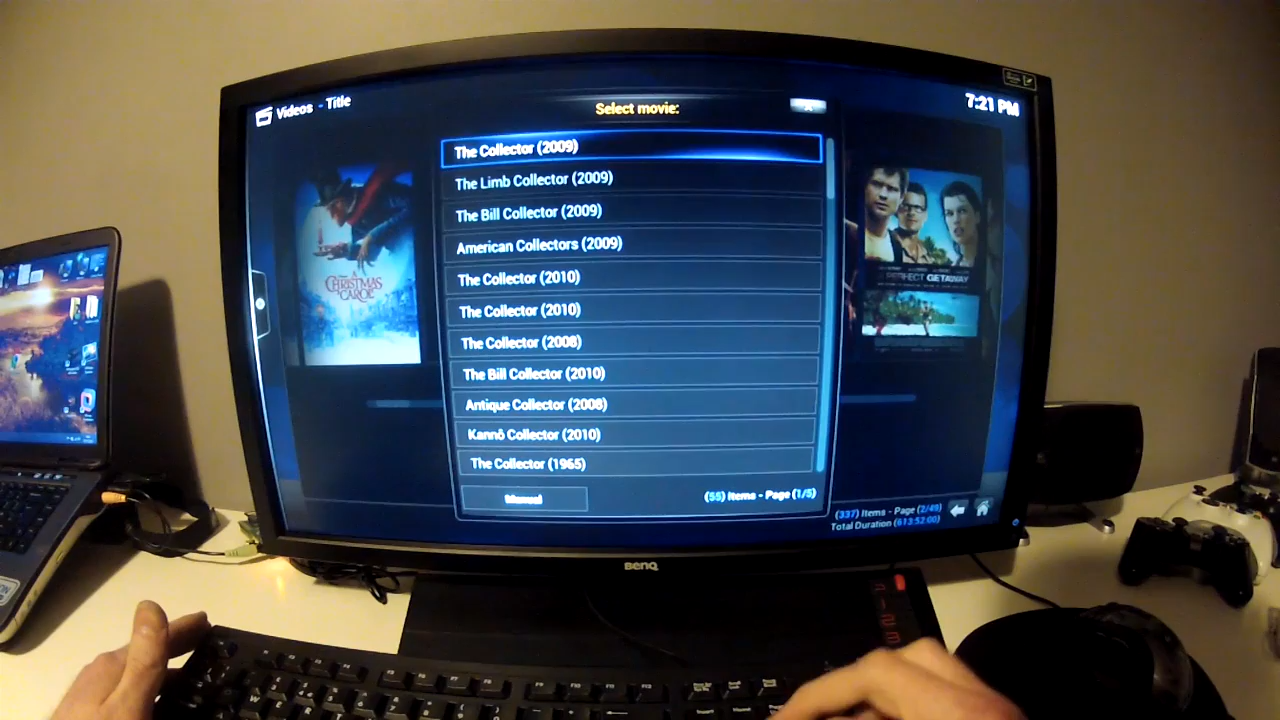 Videos - Title
Select movie:
7:21 PM
The Collector (2009)
The Limb Collector (2009)
The Bill Collector (2009)
American Collectors (2009)
The Collector (2010)
The Collector (2010)
The Collector (2008)
The Bill Collector (2010)
Antique Collector (2008)
Kannô Collector (2010)
The Collector (1965)
Manual
(55) Items - Page (1/5)
CHRISTMAS
CAROL
PERFECT GETAWAY
(337) Items - Page (2/49)
Total Duration (613:52:00)
BenQ